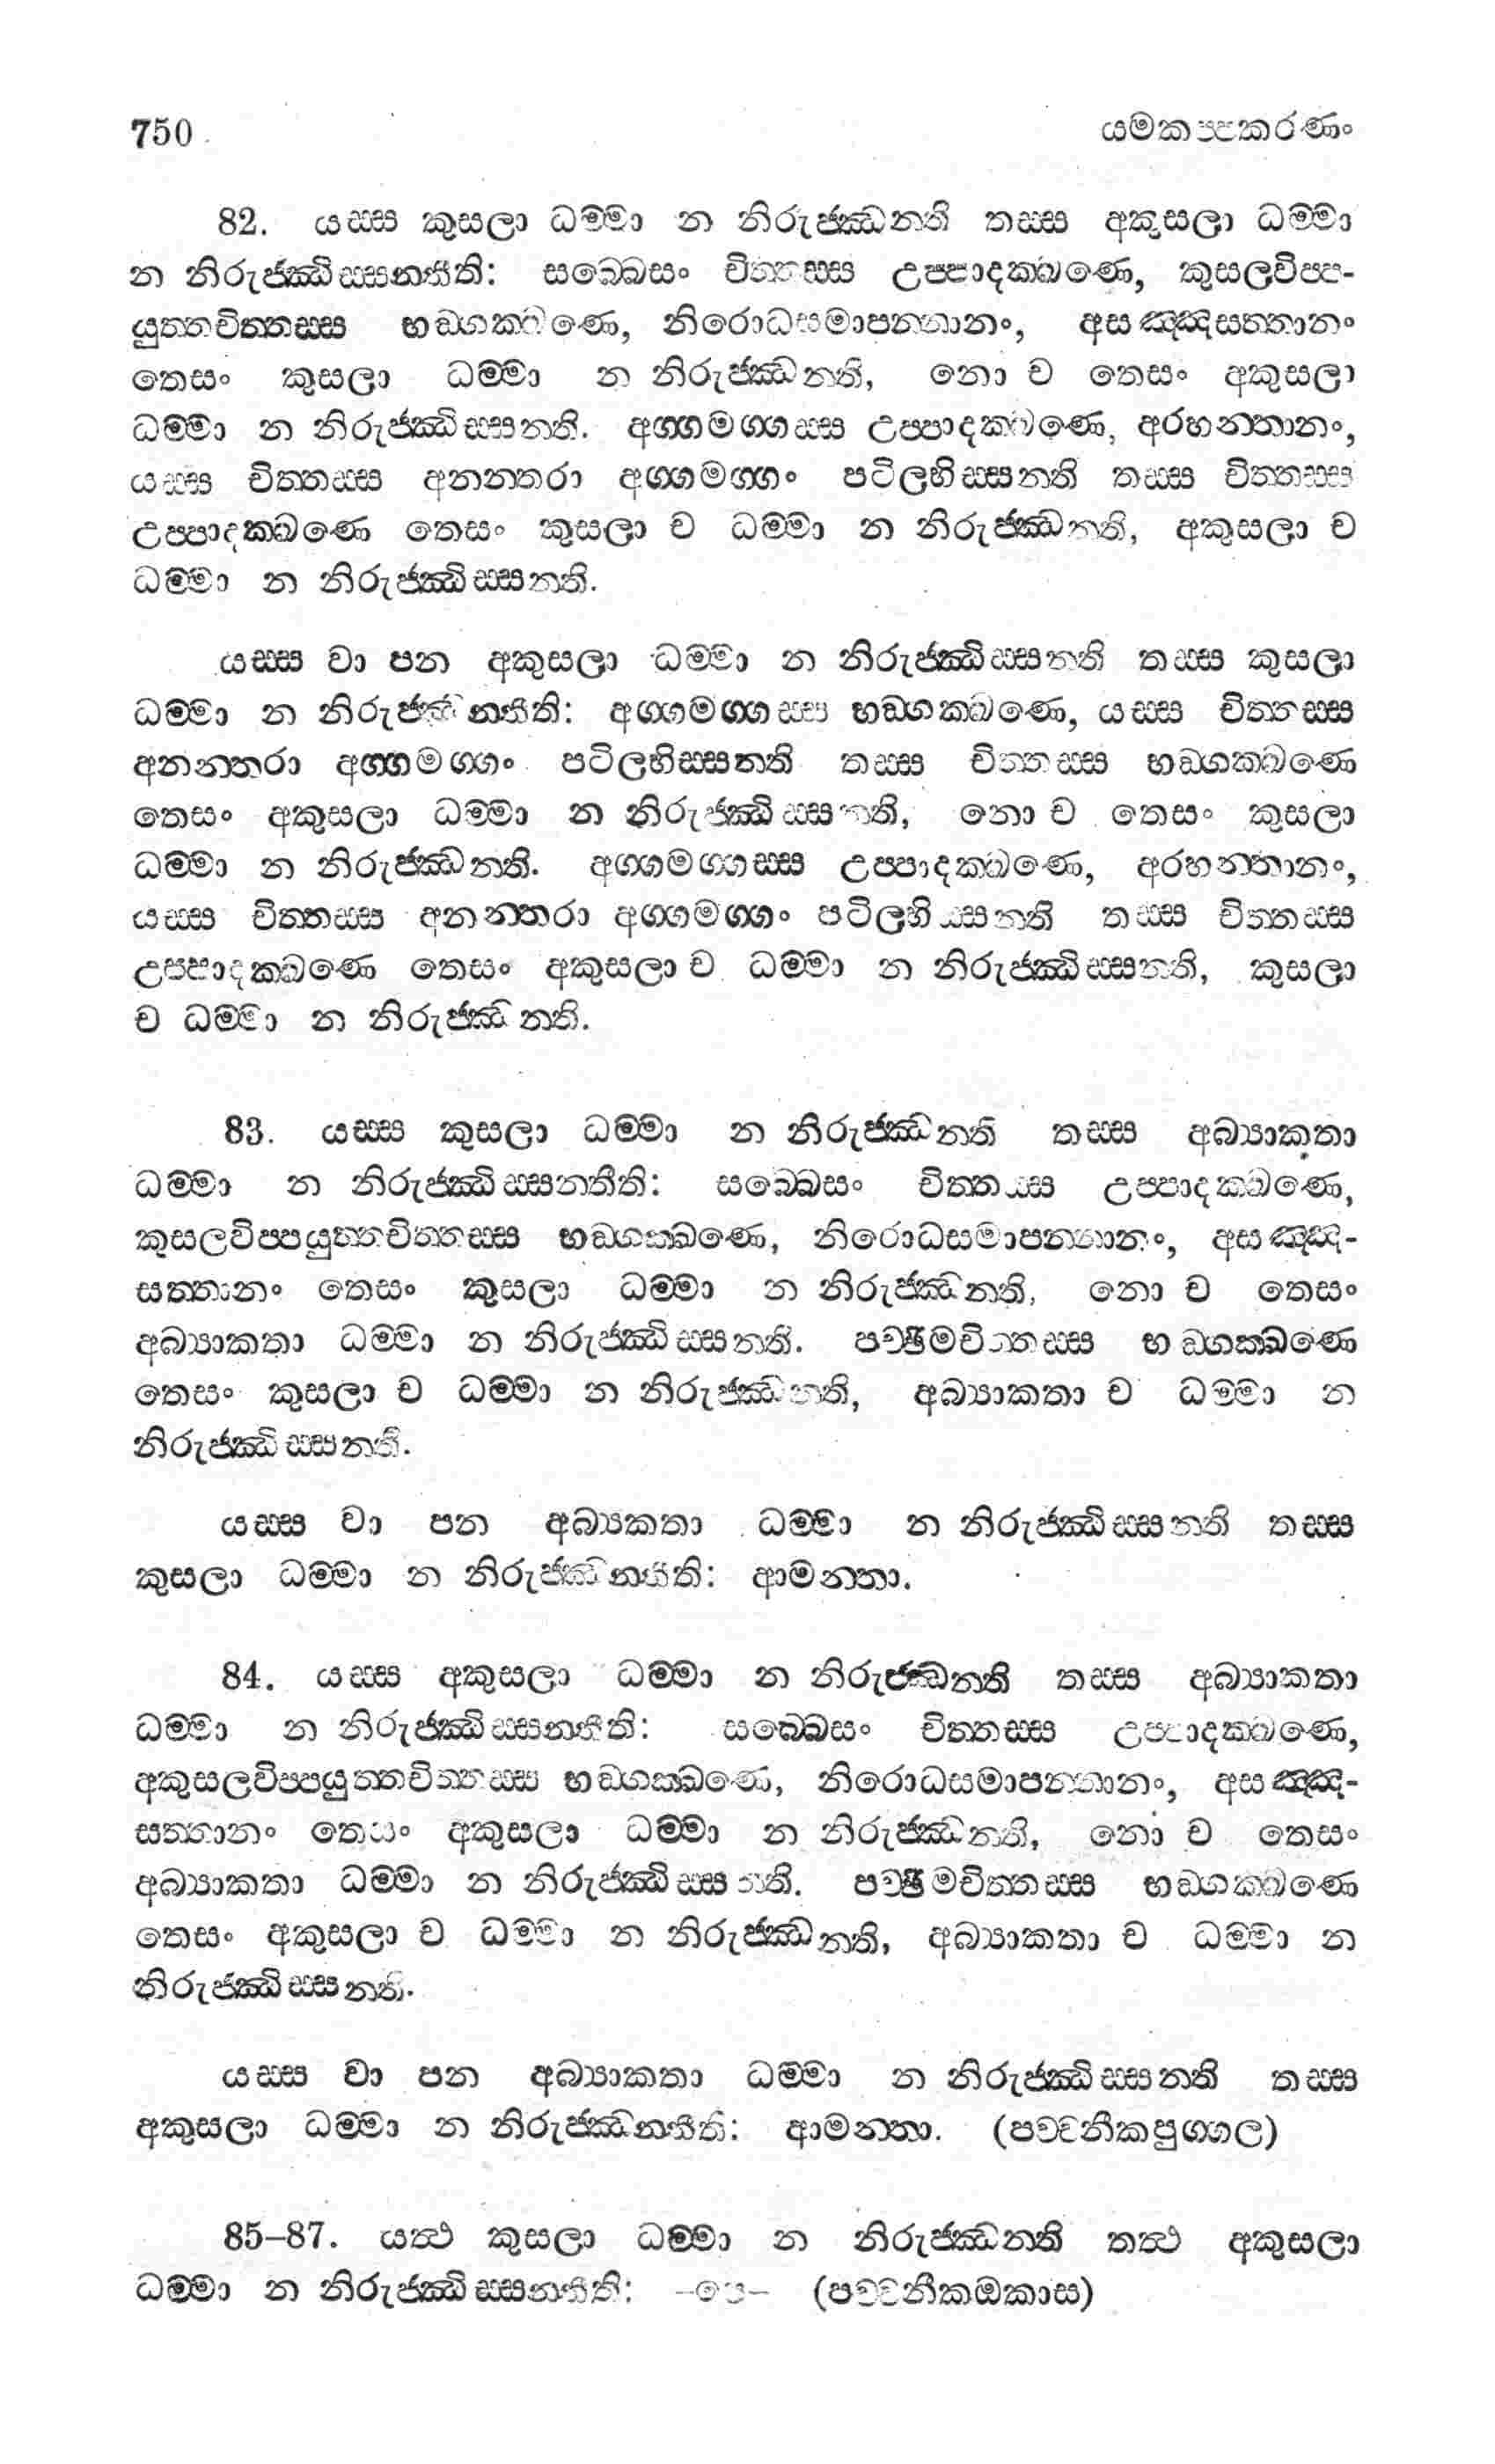 750 යමකප්පකරණං
82. යස්ස කුසලා ධම්මා න නිරුජ්ඣන්ති තස්ස අකුසලා ධම්මා
න නිරුජ්ඣිස්සන්තීති: සබ්බෙසං චිත්තස්ස උප්පාදක්ඛණෙ, කුසලවිප්ප-
යුත්තචිත්තස්ස භඞ්ගක්ඛණෙ, නිරොධසමාපන්නානං, අසඤ්ඤසත්තානං
තෙසං කුසලා ධම්මා න නිරුජ්ඣන්ති, නො ච තෙසං අකුසලා
ධම්මා න නිරුජ්ඣිස්සන්ති. අග්ගමග්ගස්ස උප්පාදක්ඛණෙ, අරහන්තානං,
යස්ස චිත්තස්ස අනන්තරා අග්ගමග්ගං පටිලභිස්සන්ති තස්ස චිත්තස්ස
උප්පාදක්ඛණෙ තෙසං කුසලා ච ධම්මා න නිරුජ්ඣන්ති, අකුසලා ච
ධම්මා න නිරුජ්ඣිස්සන්ති.
යස්ස වා පන අකුසලා ධම්මා න නිරුජ්ඣිස්සන්ති තස්ස කුසලා
ධම්මා න නිරුජ්ඣන්තීති: අග්ගමග්ගස්ස භඞ්ගක්ඛණෙ, යස්ස චිත්තස්ස
අනන්තරා අග්ගමග්ගං පටිලභිස්සන්ති තස්ස චිත්තස්ස භඞ්ගක්ඛණෙ
තෙසං අකුසලා ධම්මා න නිරුජ්ඣිස්සන්ති, නො ච තෙසං කුසලා
ධම්මා න නිරුජ්ඣන්ති. අග්ගමග්ගස්ස උප්පාදක්ඛණෙ, අරහන්තානං,
යස්ස චිත්තස්ස අනන්තරා අග්ගමග්ගං පටිලභිස්සන්ති තස්ස චිත්තස්ස
උප්පාදක්ඛණෙ තෙසං අකුසලා ච ධම්මා න නිරුජ්ඣිස්සන්ති, කුසලා
ච ධම්මා න නිරුජ්ඣන්ති.
83. යස්ස කුසලා ධම්මා න නිරුජ්ඣන්ති තස්ස අබ්‍යාකතා
ධම්මා න නිරුජ්ඣිස්සන්තීති: සබ්බෙසං චිත්තස්ස උප්පාදක්ඛණෙ,
කුසලවිප්පයුත්තචිත්තස්ස භඞ්ගක්ඛණෙ, නිරොධසමාපන්නානං, අසඤ්ඤ-
සත්තානං තෙසං කුසලා ධම්මා න නිරුජ්ඣන්ති, නො ච තෙසං
අබ්‍යාකතා ධම්මා න නිරුජ්ඣිස්සන්ති. පච්ඡිමචිත්තස්ස භඞ්ගක්ඛණෙ
තෙසං කුසලා ච ධම්මා න නිරුජ්ඣන්ති, අබ්‍යාකතා ච ධම්මා න
නිරුජ්ඣිස්සන්ති.
යස්ස වා පන අබ්‍යකතා ධම්මා න නිරුජ්ඣිස්සන්ති තස්ස
කුසලා ධම්මා න නිරුජ්ඣන්තීති: ආමන්තා.
84. යස්ස අකුසලා ධම්මා න නිරුජ්ඣන්ති තස්ස අබ්‍යාකතා
ධම්මා න නිරුජ්ඣිස්සන්තීති: සබ්බෙසං චිත්තස්ස උප්පාදක්ඛණෙ,
අකුසලවිප්පයුත්තචිත්තස්ස භඞ්ගක්ඛණෙ, නිරොධසමාපන්නානං, අසඤ්ඤ-
සත්තානං තෙසං අකුසලා ධම්මා න නිරුජ්ඣන්ති, නො ච තෙසං
අබ්‍යාකතා ධම්මා න නිරුජ්ඣිස්සන්ති. පච්ඡිමචිත්තස්ස භඞ්ගක්ඛණෙ
තෙසං අකුසලා ච ධම්මා න නිරුජ්ඣන්ති, අබ්‍යාකතා ච ධම්මා න
නිරුජ්ඣිස්සන්ති.
යස්ස වා පන අබ්‍යාකතා ධම්මා න නිරුජ්ඣිස්සන්ති තස්ස
අකුසලා ධම්මා න නිරුජ්ඣන්තීති: ආමන්තා. (පච්චනීකපුග්ගල)
85–87. යත්ථ කුසලා ධම්මා න නිරුජ්ඣන්ති තත්ථ අකුසලා
ධම්මා න නිරුජ්ඣිස්සන්තීති: –පෙ– (පච්චනීකඔකාස)